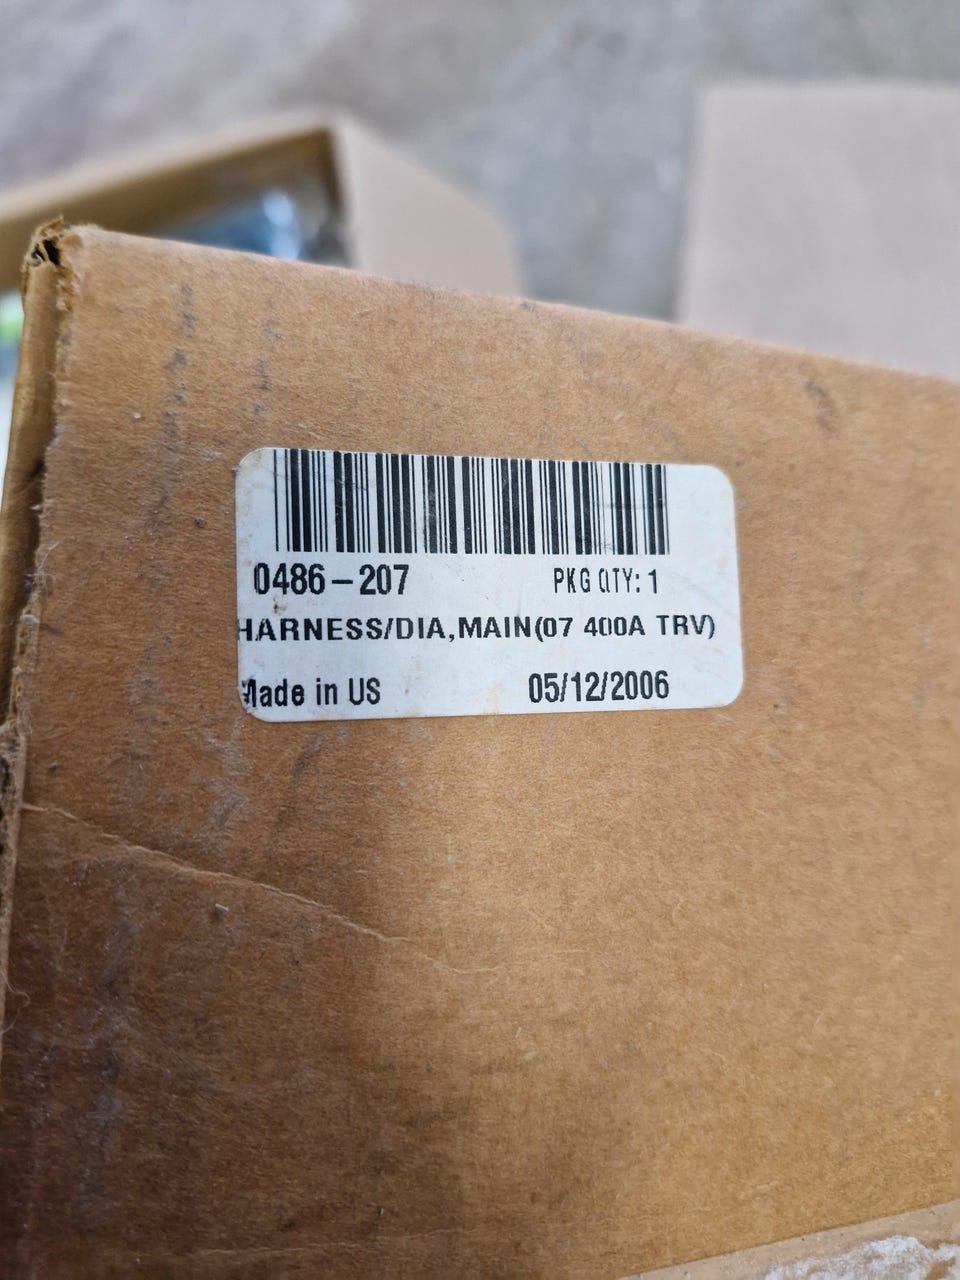 0486-207 PKG QTY: 1
HARNESS/DIA,MAIN(07 400A TRV)
Made in US 05/12/2006